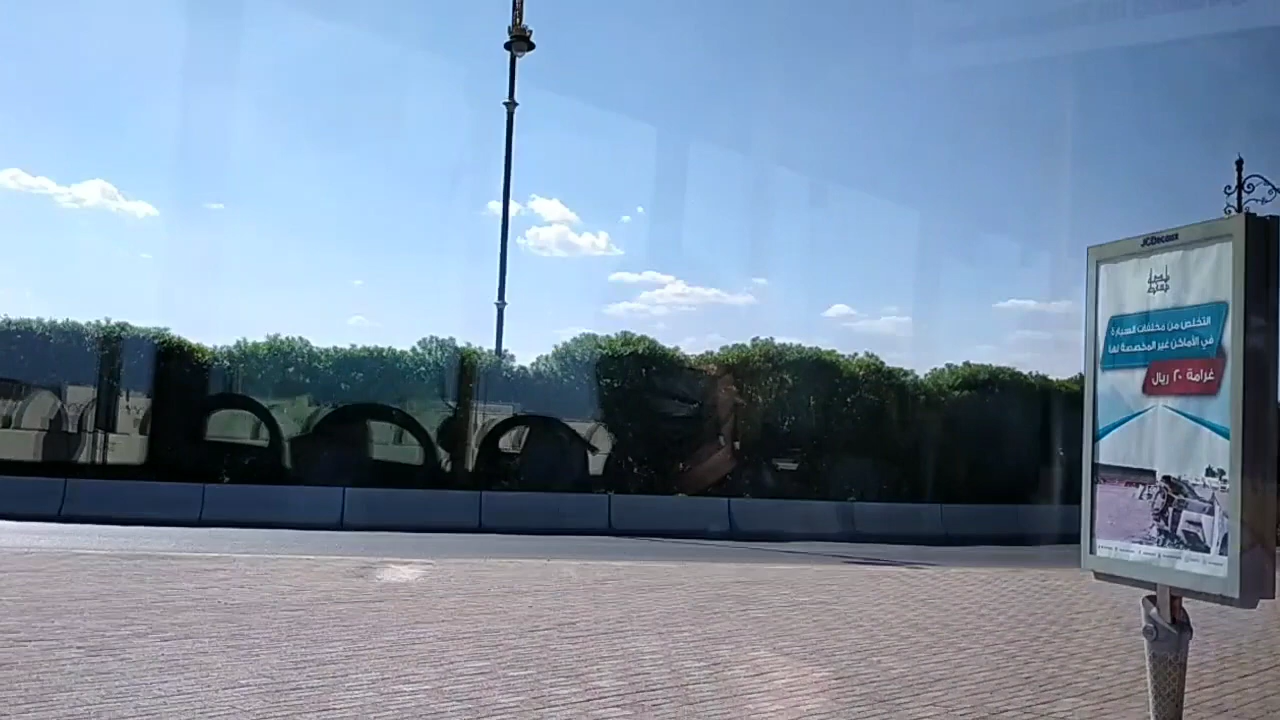 JCDecaux
التخلص من مخلفات السيارة
في الأماكن غير المخصصة لها
غرامة ٢٠ ريال